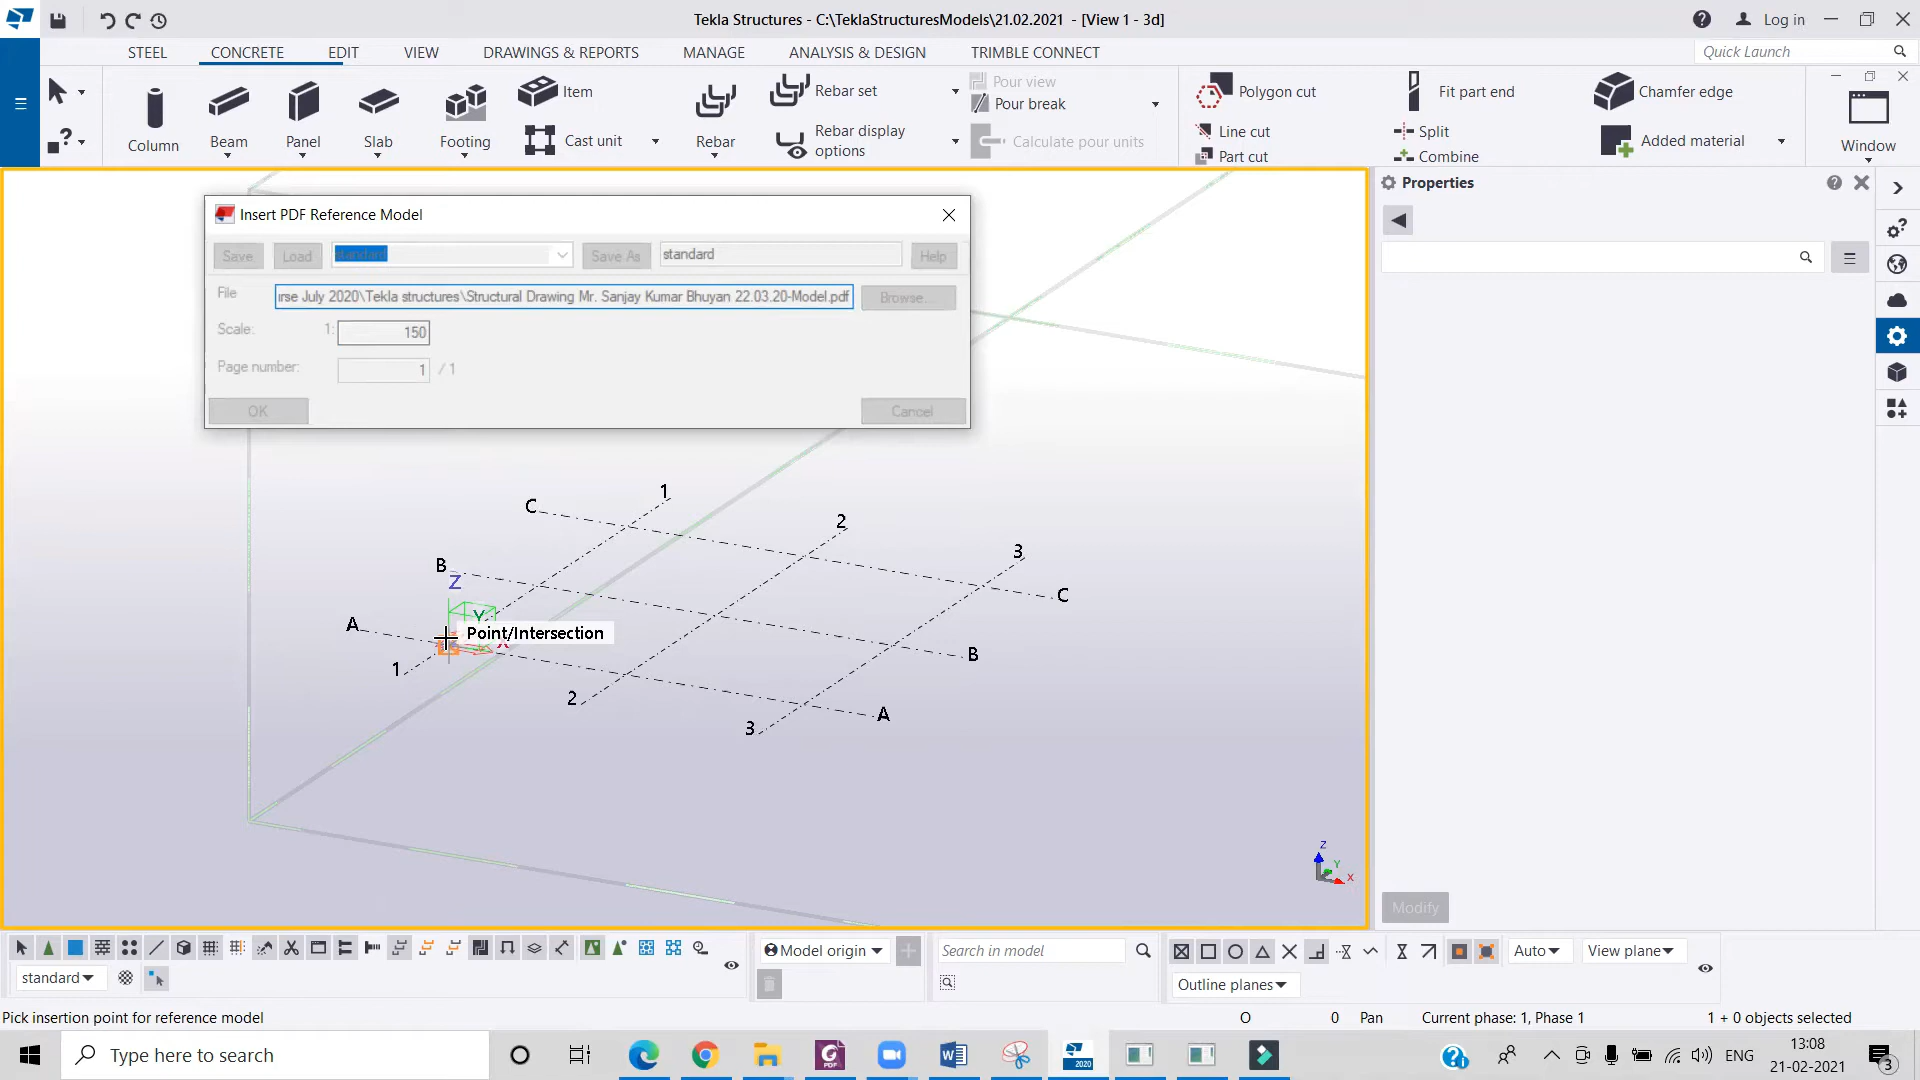 Tekla Structures - C:\TeklaStructuresModels\21.02.2021 - [View 1 - 3d]
Log in
STEEL CONCRETE EDIT VIEW DRAWINGS & REPORTS MANAGE ANALYSIS & DESIGN TRIMBLE CONNECT
Quick Launch
Column
Beam
Panel
Slab
Footing
Item
Cast unit
Rebar
Rebar set
Rebar display options
Pour view
Pour break
Calculate pour units
Polygon cut
Line cut
Part cut
Fit part end
Split
Combine
Chamfer edge
Added material
Window
Insert PDF Reference Model
Save Load standard Save As standard Help
File
rse July 2020\Tekla structures\Structural Drawing Mr. Sanjay Kumar Bhuyan 22.03.20-Model.pdf
Browse...
Scale: 1: 150
Page number: 1 / 1
OK Cancel
Properties
Modify
C
1
2
3
B
Z
C
Y
A
Point/Intersection
X
B
1
2
A
3
Z
Y
X
standard
Model origin
Search in model
Auto
View plane
Outline planes
Pick insertion point for reference model
O 0 Pan Current phase: 1, Phase 1 1 + 0 objects selected
Type here to search
PDF
2020
ENG
13:08
21-02-2021
3